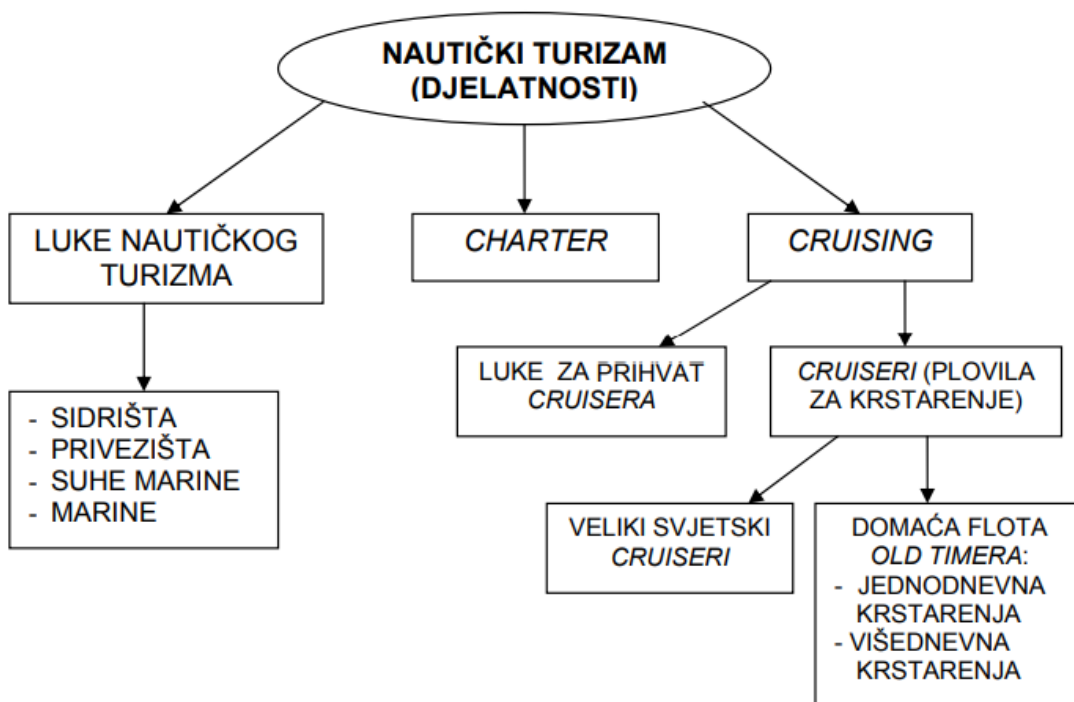 NAUTIČKI TURIZAM
(DJELATNOSTI)
LUKE NAUTIČKOG
TURIZMA
CHARTER
CRUISING
LUKE ZA PRIHVAT
CRUISERA
CRUISERI (PLOVILA
ZA KRSTARENJE)
- SIDRIŠTA
- PRIVEZIŠTA
- SUHE MARINE
- MARINE
VELIKI SVJETSKI
CRUISERI
DOMAĆA FLOTA
OLD TIMERA:
- JEDNODNEVNA
KRSTARENJA
- VIŠEDNEVNA
KRSTARENJA